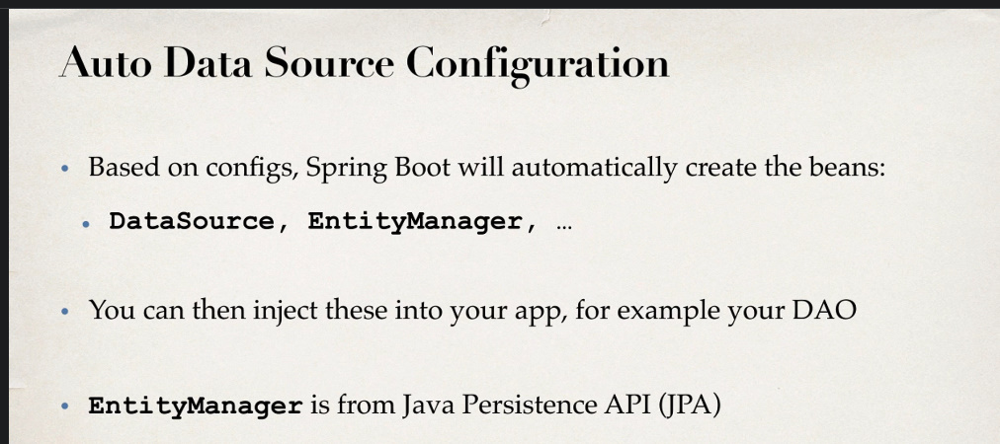 Auto Data Source Configuration
• Based on configs, Spring Boot will automatically create the beans:
• DataSource, EntityManager, …
• You can then inject these into your app, for example your DAO
• EntityManager is from Java Persistence API (JPA)